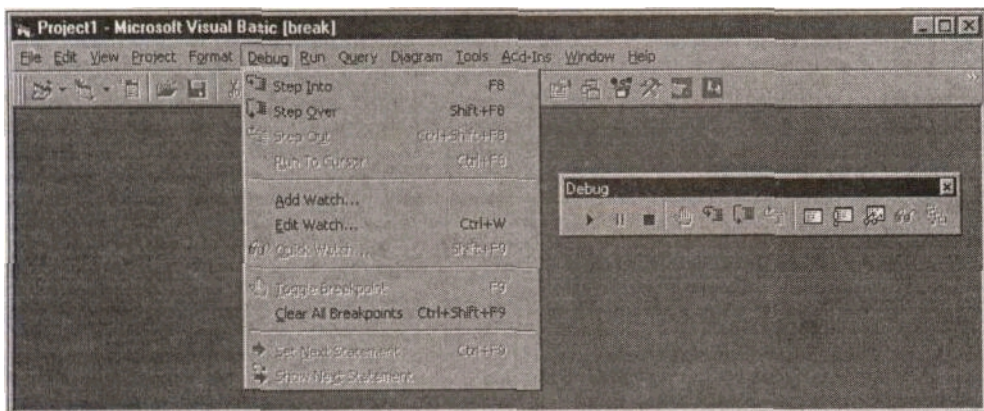 Project1 - Microsoft Visual Basic [break]
File Edit View Project Format Debug Run Query Diagram Tools Add-Ins Window Help
Step Into F8
Step Over Shift+F8
Step Out Ctrl+Shift+F8
Run To Cursor Ctrl+F8
Add Watch...
Edit Watch... Ctrl+W
Quick Watch... Shift+F9
Toggle Breakpoint F9
Clear All Breakpoints Ctrl+Shift+F9
Set Next Statement Ctrl+F9
Show Next Statement
Debug